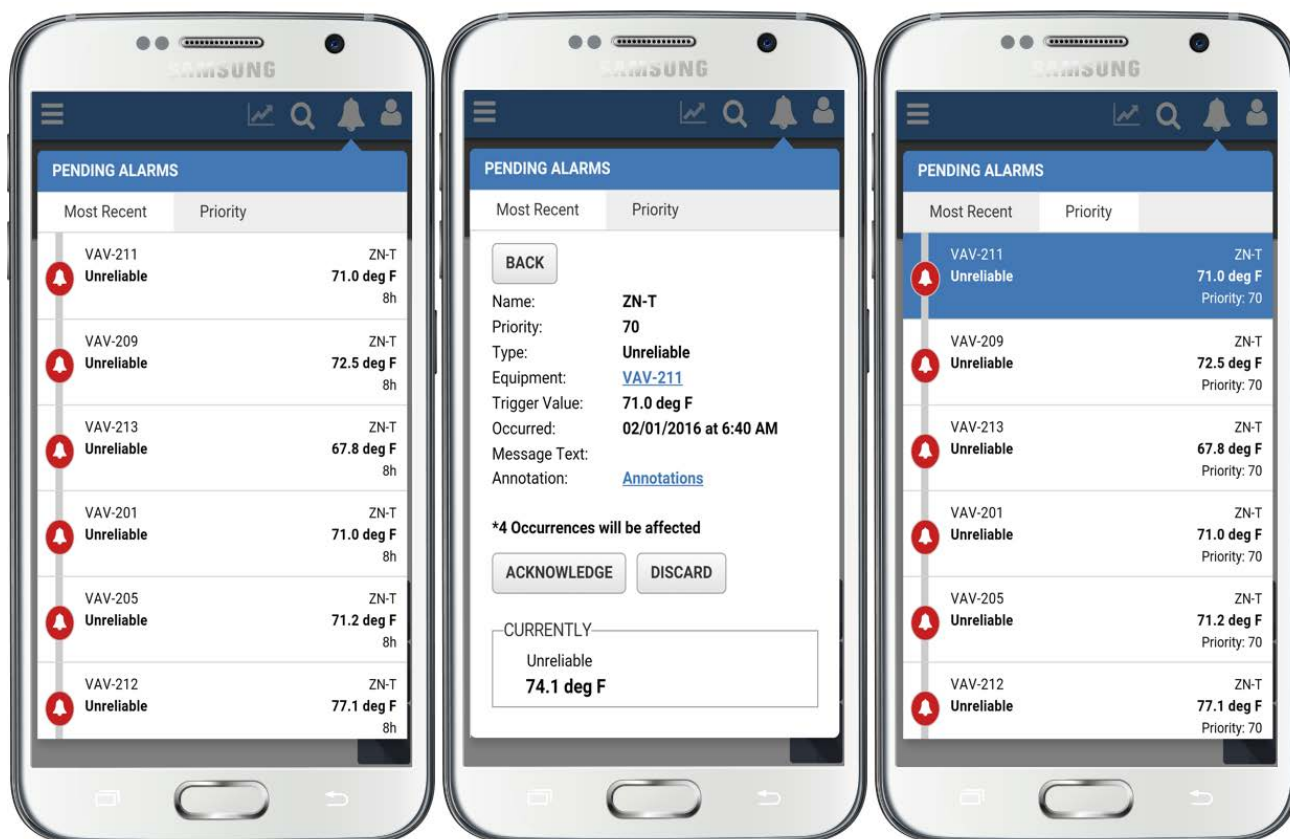 SAMSUNG
PENDING ALARMS
Most Recent Priority
VAV-211 ZN-T
Unreliable 71.0 deg F
8h
VAV-209 ZN-T
Unreliable 72.5 deg F
8h
VAV-213 ZN-T
Unreliable 67.8 deg F
8h
VAV-201 ZN-T
Unreliable 71.0 deg F
8h
VAV-205 ZN-T
Unreliable 71.2 deg F
8h
VAV-212 ZN-T
Unreliable 77.1 deg F
8h
SAMSUNG
PENDING ALARMS
Most Recent Priority
BACK
Name: ZN-T
Priority: 70
Type: Unreliable
Equipment: VAV-211
Trigger Value: 71.0 deg F
Occurred: 02/01/2016 at 6:40 AM
Message Text:
Annotation: Annotations
*4 Occurrences will be affected
ACKNOWLEDGE DISCARD
CURRENTLY
Unreliable
74.1 deg F
SAMSUNG
PENDING ALARMS
Most Recent Priority
VAV-211 ZN-T
Unreliable 71.0 deg F
Priority: 70
VAV-209 ZN-T
Unreliable 72.5 deg F
Priority: 70
VAV-213 ZN-T
Unreliable 67.8 deg F
Priority: 70
VAV-201 ZN-T
Unreliable 71.0 deg F
Priority: 70
VAV-205 ZN-T
Unreliable 71.2 deg F
Priority: 70
VAV-212 ZN-T
Unreliable 77.1 deg F
Priority: 70